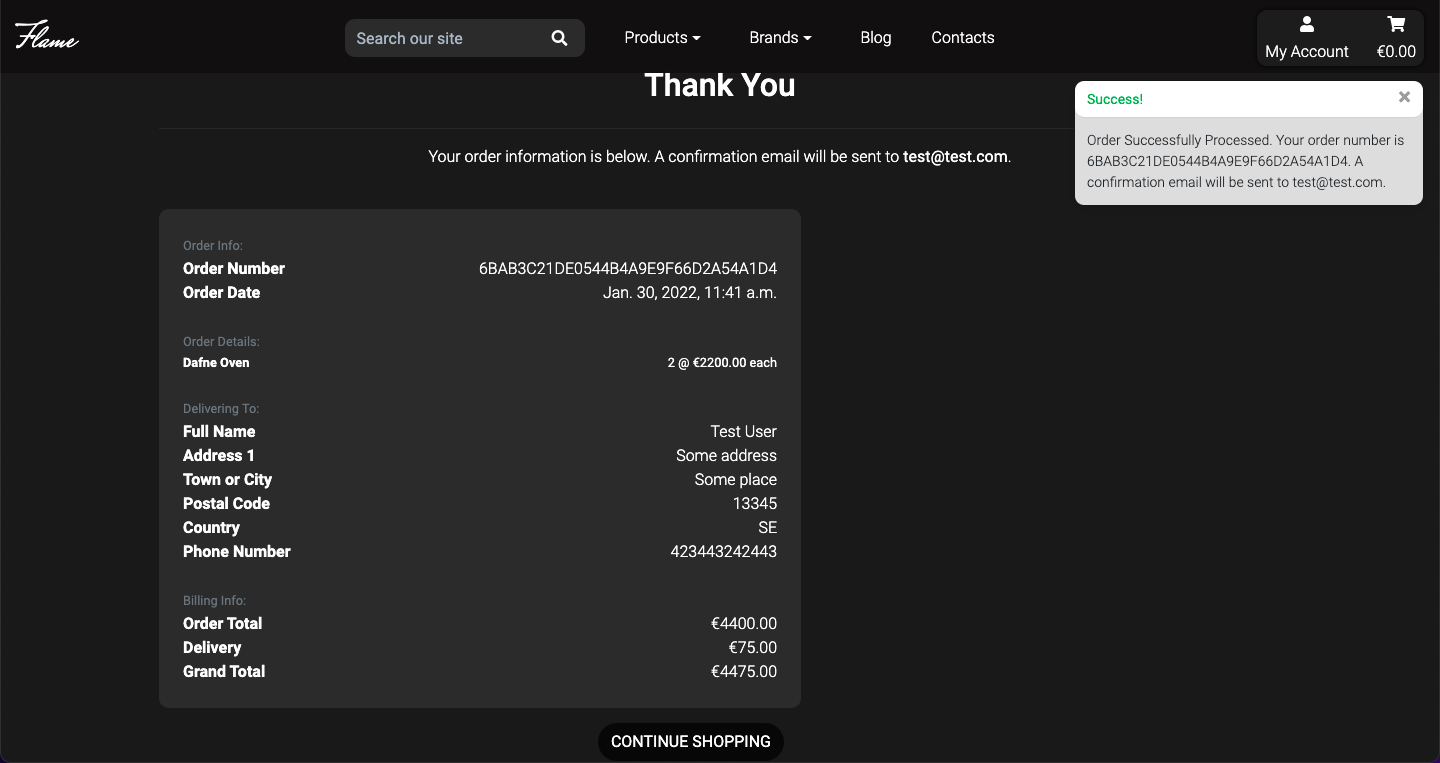 Flame
Search our site
Products
Brands
Blog
Contacts
My Account
€0.00
Thank You
Success!
Order Successfully Processed. Your order number is
6BAB3C21DE0544B4A9E9F66D2A54A1D4. A
confirmation email will be sent to test@test.com.
Your order information is below. A confirmation email will be sent to test@test.com.
Order Info:
Order Number 6BAB3C21DE0544B4A9E9F66D2A54A1D4
Order Date Jan. 30, 2022, 11:41 a.m.
Order Details:
Dafne Oven 2 @ €2200.00 each
Delivering To:
Full Name Test User
Address 1 Some address
Town or City Some place
Postal Code 13345
Country SE
Phone Number 423443242443
Billing Info:
Order Total €4400.00
Delivery €75.00
Grand Total €4475.00
CONTINUE SHOPPING